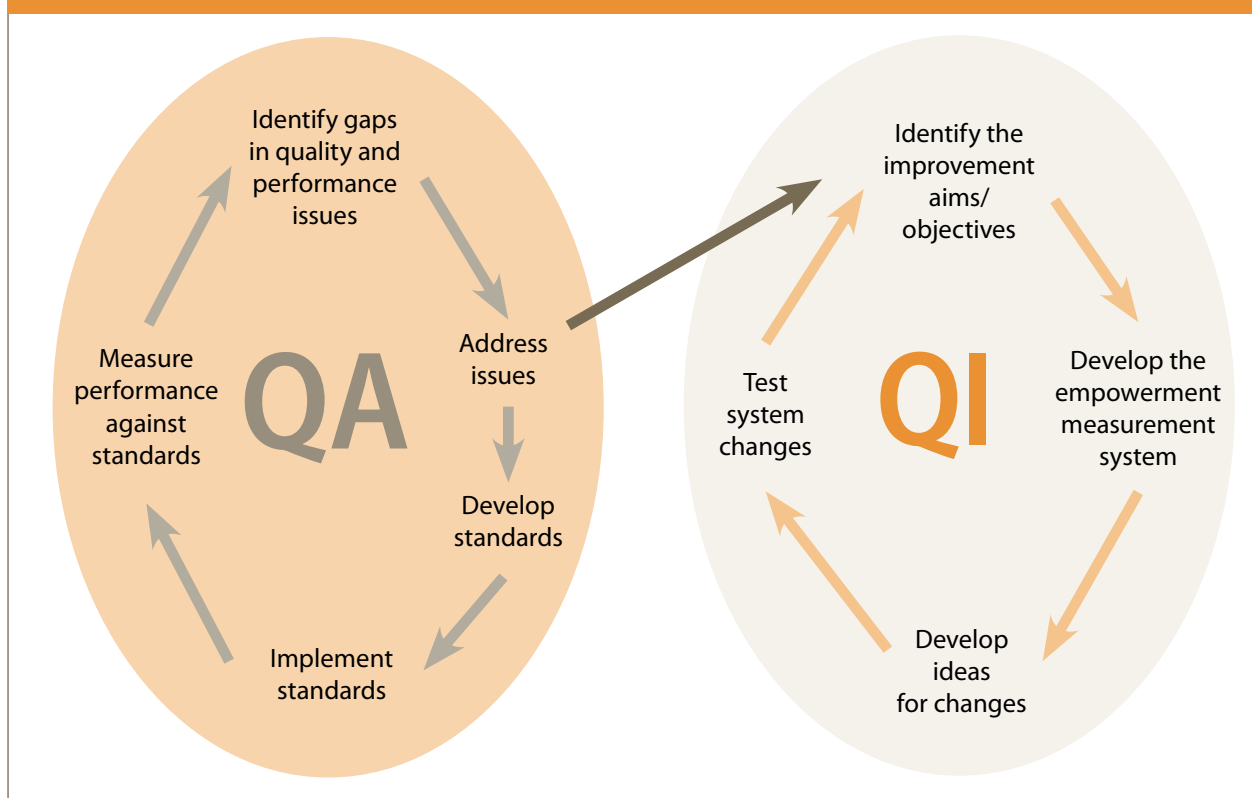 Identify gaps
in quality and
performance
issues
Address
issues
Develop
standards
Implement
standards
Measure
performance
against
standards
QA
Identify the
improvement
aims/
objectives
Develop the
empowerment
measurement
system
Develop
ideas
for changes
Test
system
changes
QI